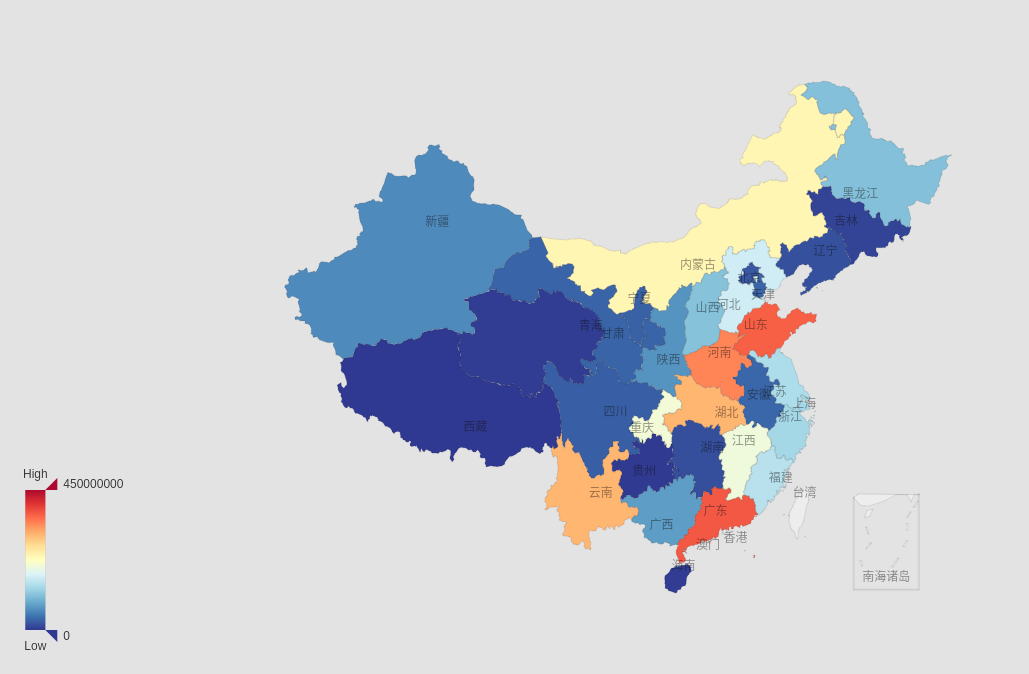 黑龙江
吉林
新疆
辽宁
内蒙古
北京
天津
宁夏
山西
河北
青海
甘肃
山东
河南
陕西
安徽
江苏
上海
四川
湖北
浙江
重庆
西藏
江西
湖南
贵州
福建
云南
台湾
广东
广西
香港
澳门
海南
南海诸岛
High
450000000
0
Low